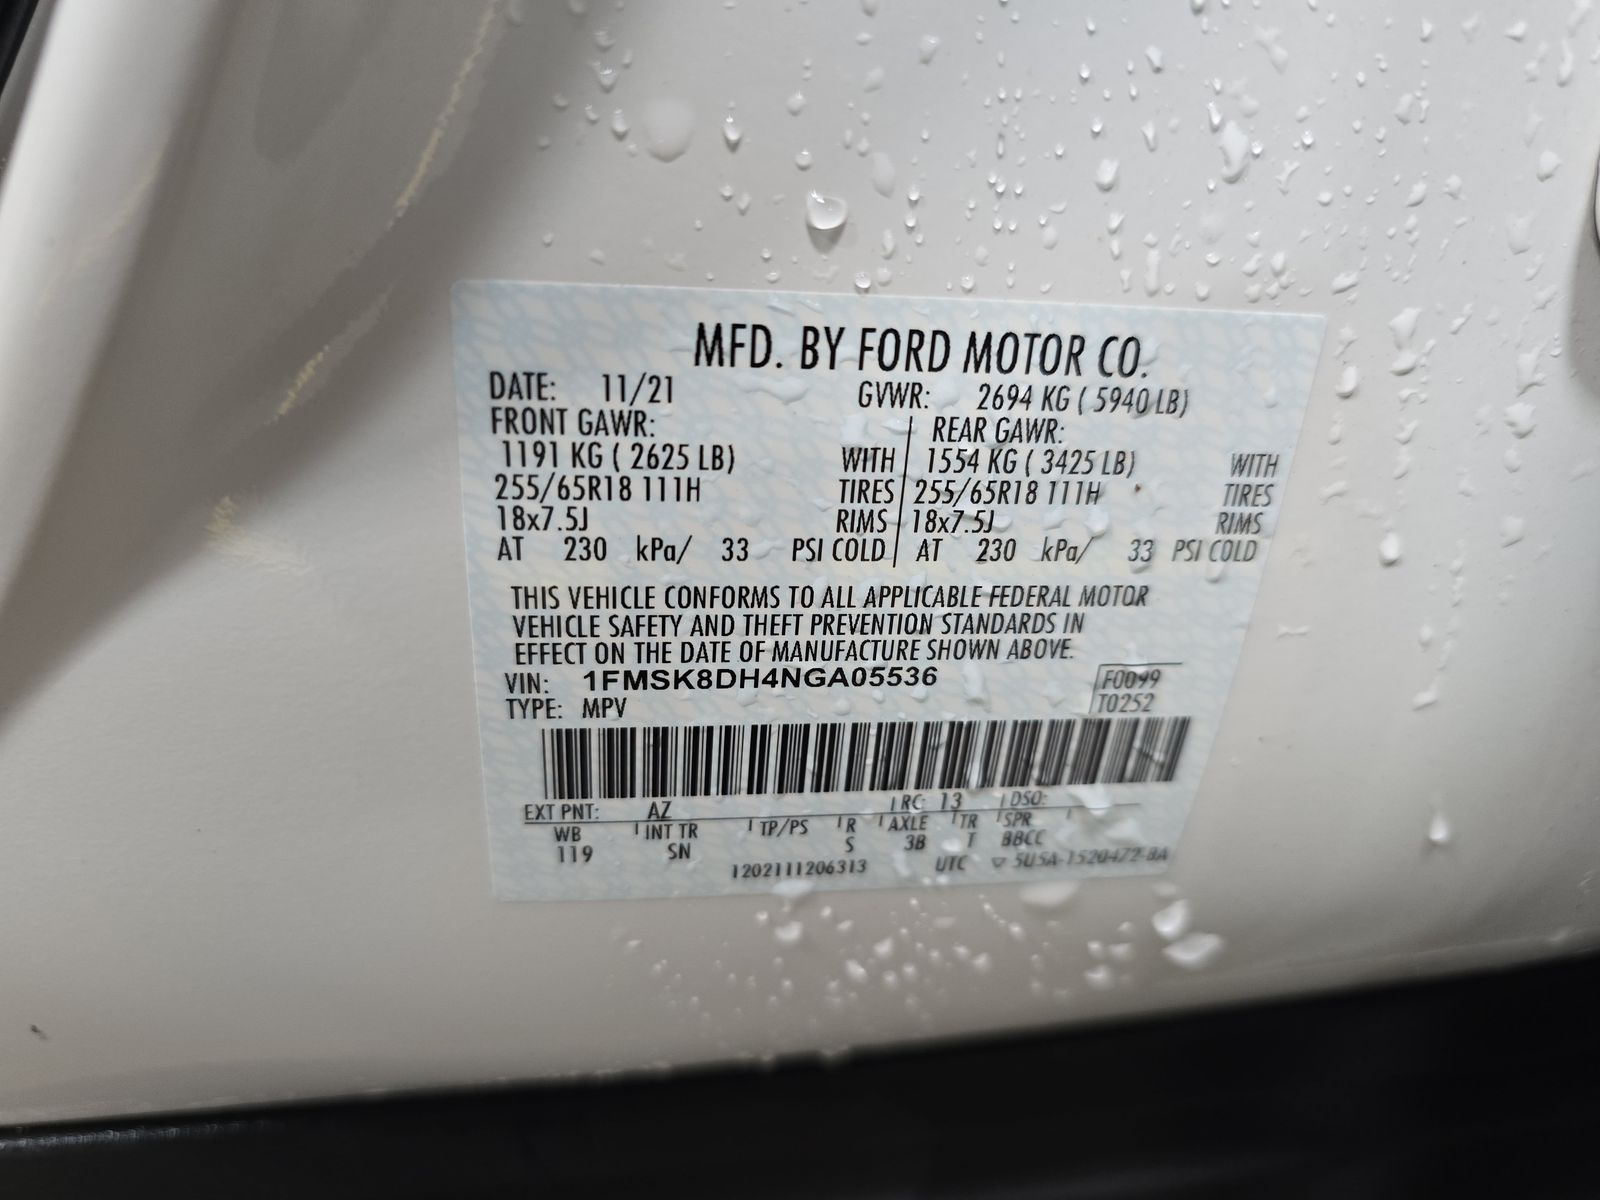 MFD. BY FORD MOTOR CO.
DATE: 11/21 GVWR: 2694 KG ( 5940 LB)
FRONT GAWR: REAR GAWR:
1191 KG ( 2625 LB) WITH 1554 KG ( 3425 LB) WITH
255/65R18 111H TIRES 255/65R18 111H TIRES
18x7.5J RIMS 18x7.5J RIMS
AT 230 kPa/ 33 PSI COLD AT 230 kPa/ 33 PSI COLD
THIS VEHICLE CONFORMS TO ALL APPLICABLE FEDERAL MOTOR
VEHICLE SAFETY AND THEFT PREVENTION STANDARDS IN
EFFECT ON THE DATE OF MANUFACTURE SHOWN ABOVE.
VIN: 1FMSK8DH4NGA05536 F0099
TYPE: MPV T0252
EXT PNT: AZ RC: 13 DSO:
WB INT TR TP/PS R AXLE TR SPR
119 SN S 3B T BBCC
1202111206313 UTC ▽ 5U5A-1520472-BA